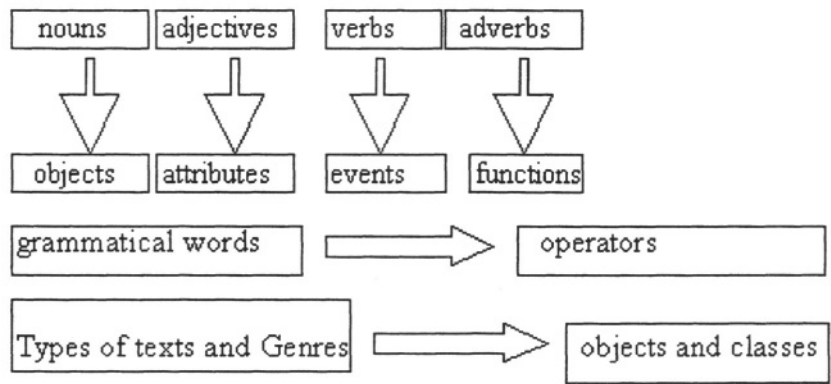 nouns adjectives verbs adverbs
objects attributes events functions
grammatical words operators
Types of texts and Genres objects and classes